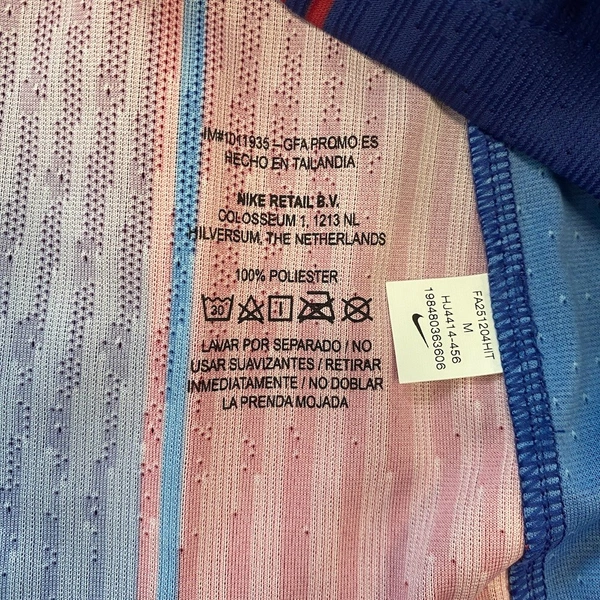 IM#1011935 – GFA PROMO ES
HECHO EN TAILANDIA
NIKE RETAIL B.V.
COLOSSEUM 1, 1213 NL
HILVERSUM, THE NETHERLANDS
100% POLIESTER
30
LAVAR POR SEPARADO / NO
USAR SUAVIZANTES / RETIRAR
INMEDIATAMENTE / NO DOBLAR
LA PRENDA MOJADA
FA251204HIT
M
HJ4414-456
198480363606